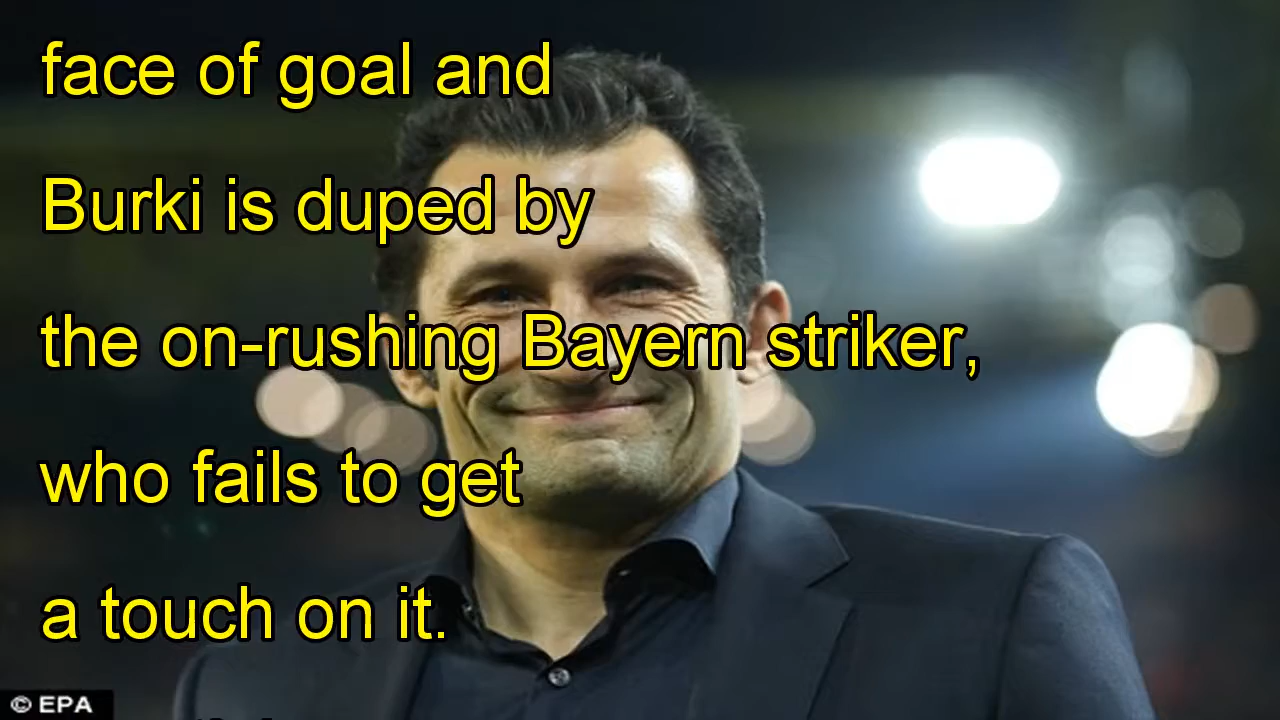 face of goal and
Burki is duped by
the on-rushing Bayern striker,
who fails to get
a touch on it.
© EPA